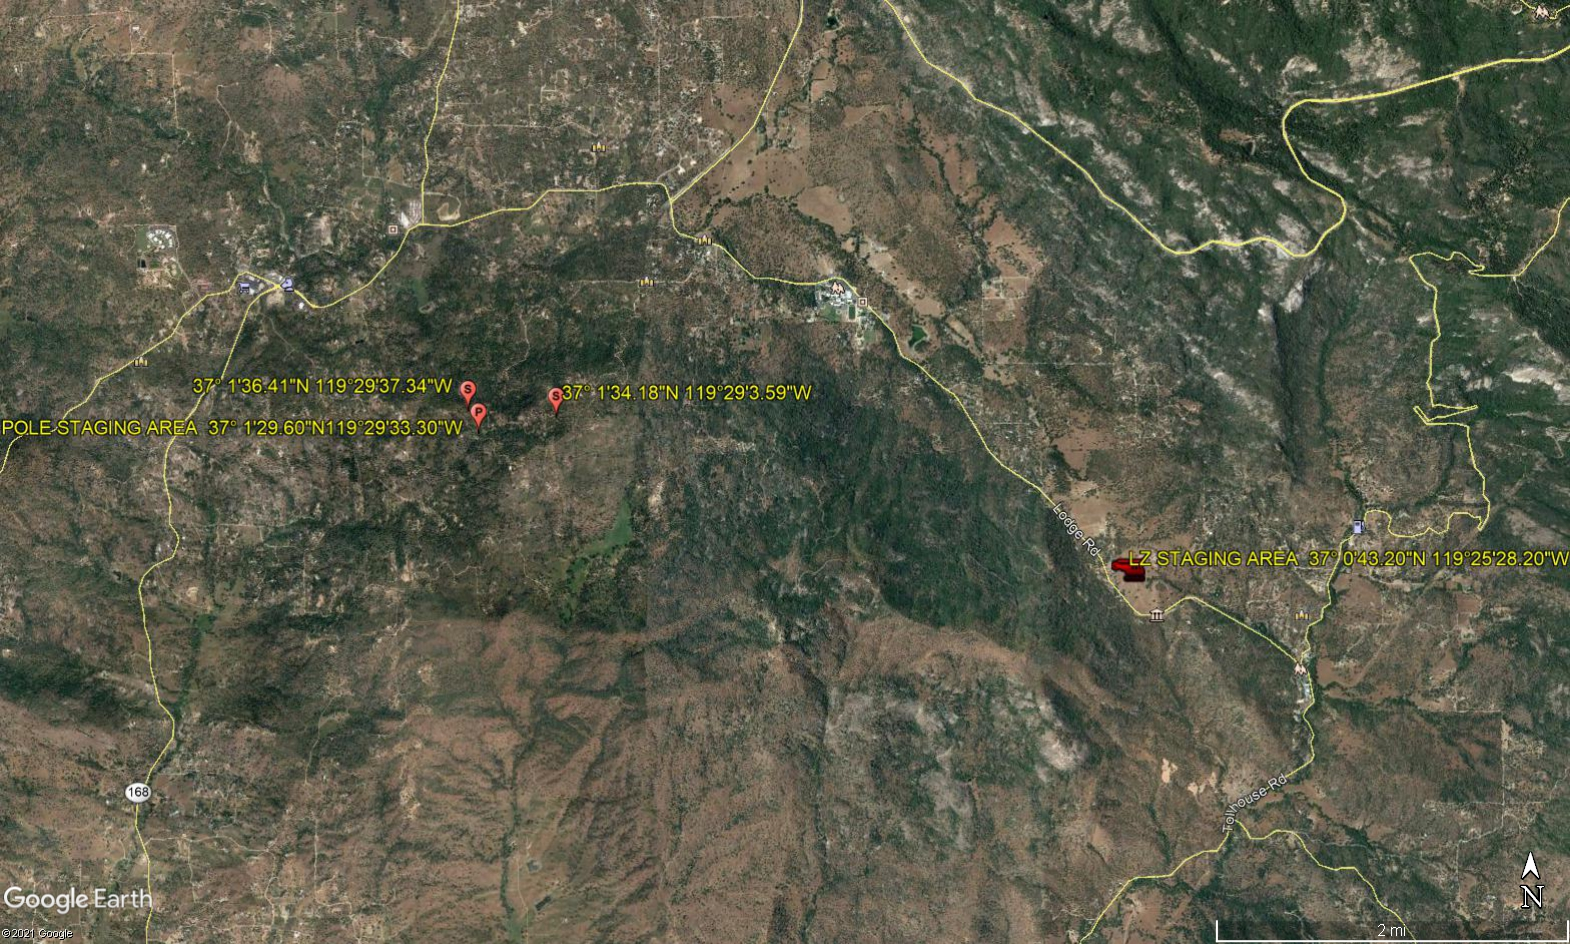 37° 1'36.41"N 119°29'37.34"W
S
S
37° 1'34.18"N 119°29'3.59"W
P
POLE STAGING AREA  37° 1'29.60"N119°29'33.30"W
Lodge Rd
LZ STAGING AREA  37° 0'43.20"N 119°25'28.20"W
168
Tollhouse Rd
Google Earth
©2021 Google
N
2 mi